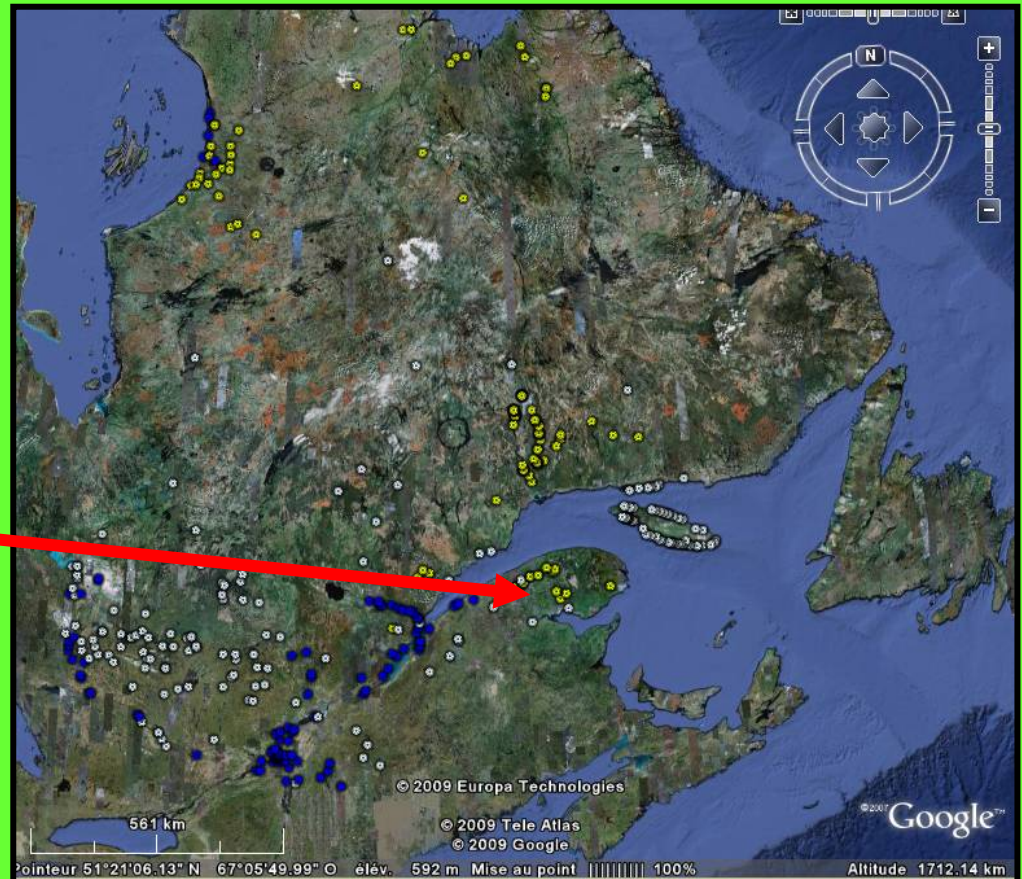 N
© 2009 Europa Technologies
©2007 Google™
561 km
© 2009 Tele Atlas
© 2009 Google
Pointeur 51°21'06.13" N 67°05'49.99" O élév. 592 m Mise au point |||||||||| 100% Altitude 1712.14 km